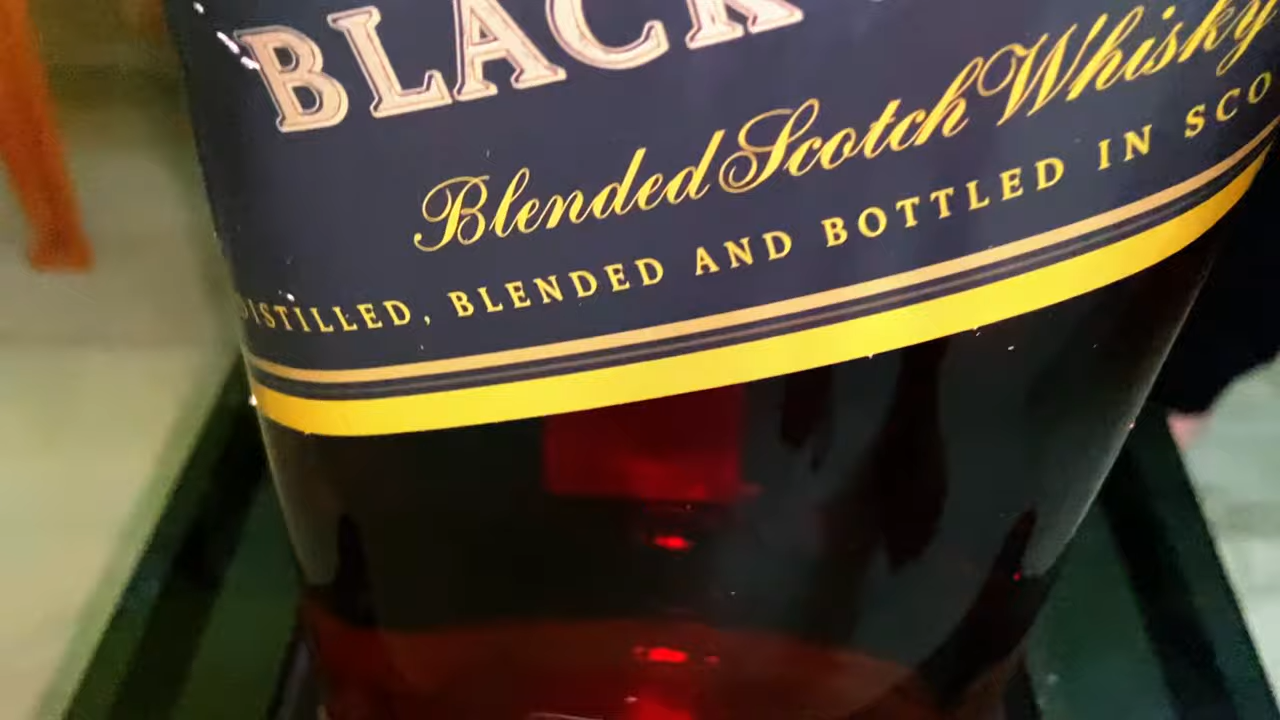 BLACK
Blended Scotch Whisky
DISTILLED, BLENDED AND BOTTLED IN SCO